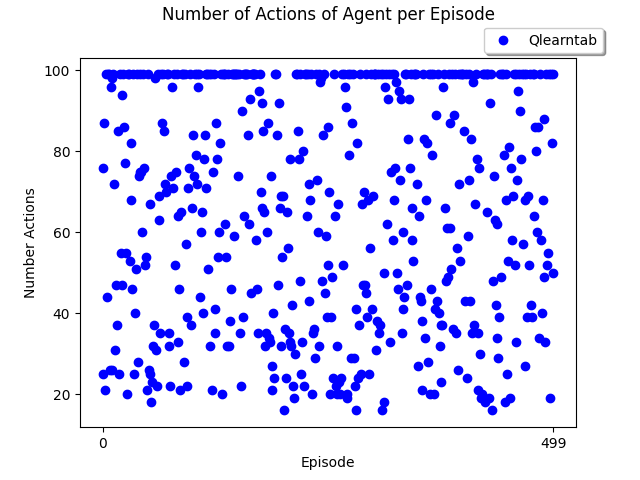 Number of Actions of Agent per Episode
Qlearntab
100
80
60
40
20
Number Actions
0
499
Episode